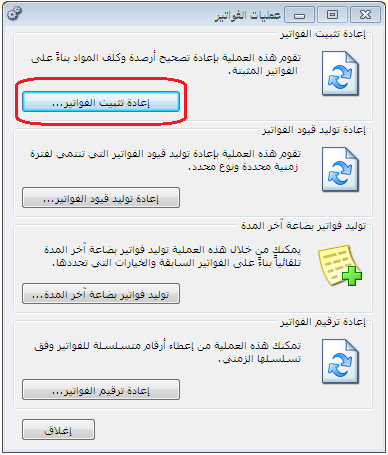 عمليات الفواتير
إعادة تثبيت الفواتير
تقوم هذه العملية بإعادة تصحيح أرصدة وكلف المواد بناءً على
الفواتير المثبتة.
إعادة تثبيت الفواتير...
إعادة توليد قيود الفواتير
تقوم هذه العملية بإعادة توليد قيود الفواتير التي تنتمي لفترة
زمنية محددة ونوع محدد.
إعادة توليد قيود الفواتير...
توليد فواتير بضاعة آخر المدة
يمكنك من خلال هذه العملية توليد فواتير بضاعة آخر المدة
تلقائياً بناءً على الفواتير السابقة والخيارات التي تحددها.
توليد فواتير بضاعة آخر المدة...
إعادة ترقيم الفواتير
تمكنك هذه العملية من إعطاء أرقام متسلسلة للفواتير وفق
تسلسلها الزمني.
إعادة ترقيم الفواتير...
إغلاق